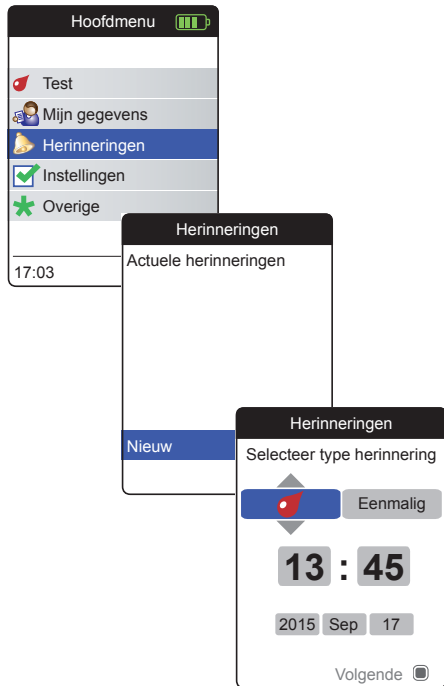 Hoofdmenu
Test
Mijn gegevens
Herinneringen
Instellingen
Overige
17:03
Herinneringen
Actuele herinneringen
Nieuw
Herinneringen
Selecteer type herinnering
Eenmalig
13 : 45
2015 Sep 17
Volgende